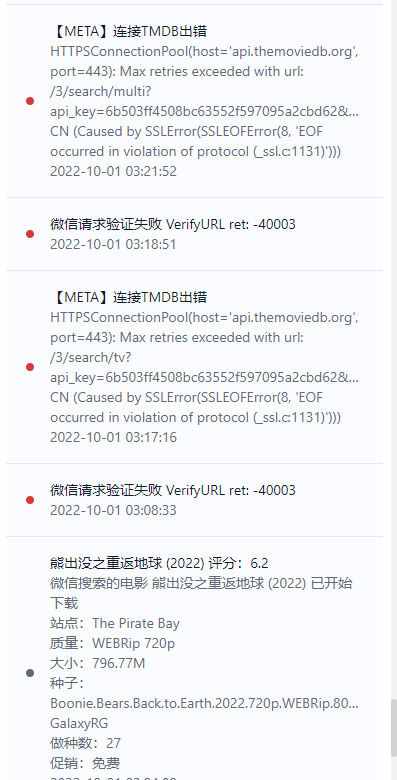 【META】连接TMDB出错
HTTPSConnectionPool(host='api.themoviedb.org',
port=443): Max retries exceeded with url:
/3/search/multi?
api_key=6b503ff4508bc63552f597095a2cbd62&...
CN (Caused by SSLError(SSLEOFError(8, 'EOF
occurred in violation of protocol (_ssl.c:1131)')))
2022-10-01 03:21:52
微信请求验证失败 VerifyURL ret: -40003
2022-10-01 03:18:51
【META】连接TMDB出错
HTTPSConnectionPool(host='api.themoviedb.org',
port=443): Max retries exceeded with url:
/3/search/tv?
api_key=6b503ff4508bc63552f597095a2cbd62&...
CN (Caused by SSLError(SSLEOFError(8, 'EOF
occurred in violation of protocol (_ssl.c:1131)')))
2022-10-01 03:17:16
微信请求验证失败 VerifyURL ret: -40003
2022-10-01 03:08:33
熊出没之重返地球 (2022) 评分：6.2
微信搜索的电影 熊出没之重返地球 (2022) 已开始
下载
站点：The Pirate Bay
质量：WEBRip 720p
大小：796.77M
种子：
Boonie.Bears.Back.to.Earth.2022.720p.WEBRip.80...
GalaxyRG
做种数：27
促销：免费